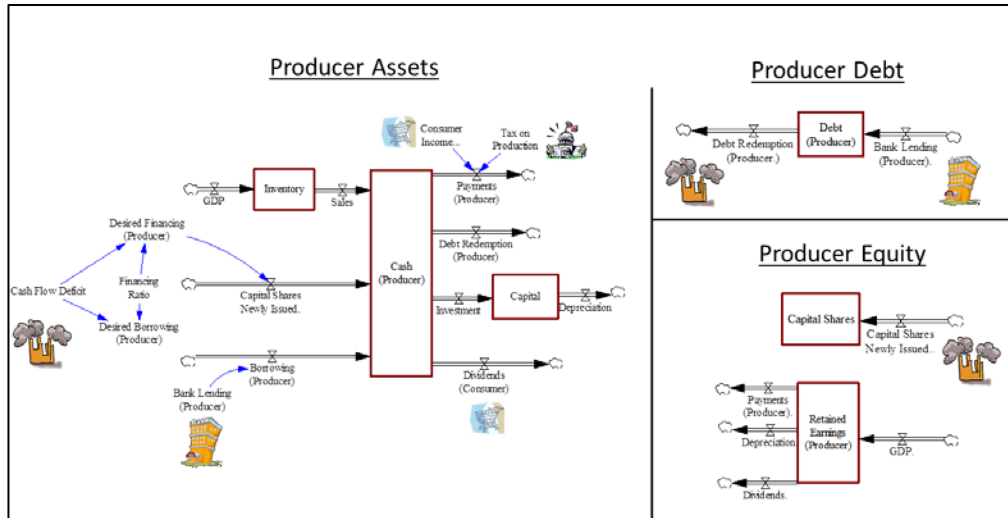 Producer Assets
Consumer
Income...
Tax on
Production
GDP
Inventory
Sales
Payments
(Producer)
Desired Financing
(Producer)
Cash Flow Deficit
Financing
Ratio
Desired Borrowing
(Producer)
Capital Shares
Newly Issued.
Cash
(Producer)
Debt Redemption
(Producer)
Investment
Capital
Depreciation
Borrowing
(Producer)
Bank Lending
(Producer)
Dividends
(Consumer)
Producer Debt
Debt Redemption
(Producer.)
Debt
(Producer)
Bank Lending
(Producer).
Producer Equity
Capital Shares
Capital Shares
Newly Issued..
Payments
(Producer).
Depreciation.
Dividends.
Retained
Earnings
(Producer)
GDP.